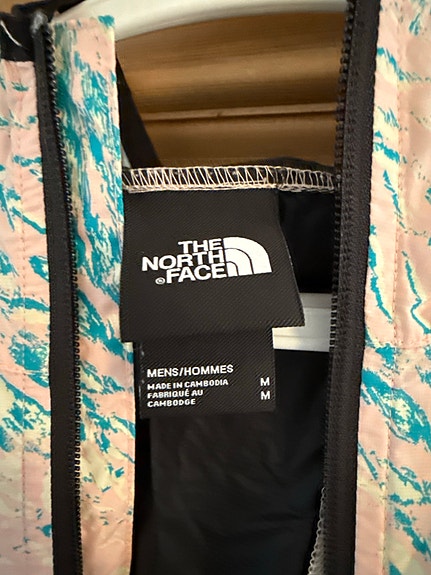 THE
NORTH
®FACE
MENS/HOMMES
MADE IN CAMBODIA M
FABRIQUÉ AU M
CAMBODGE